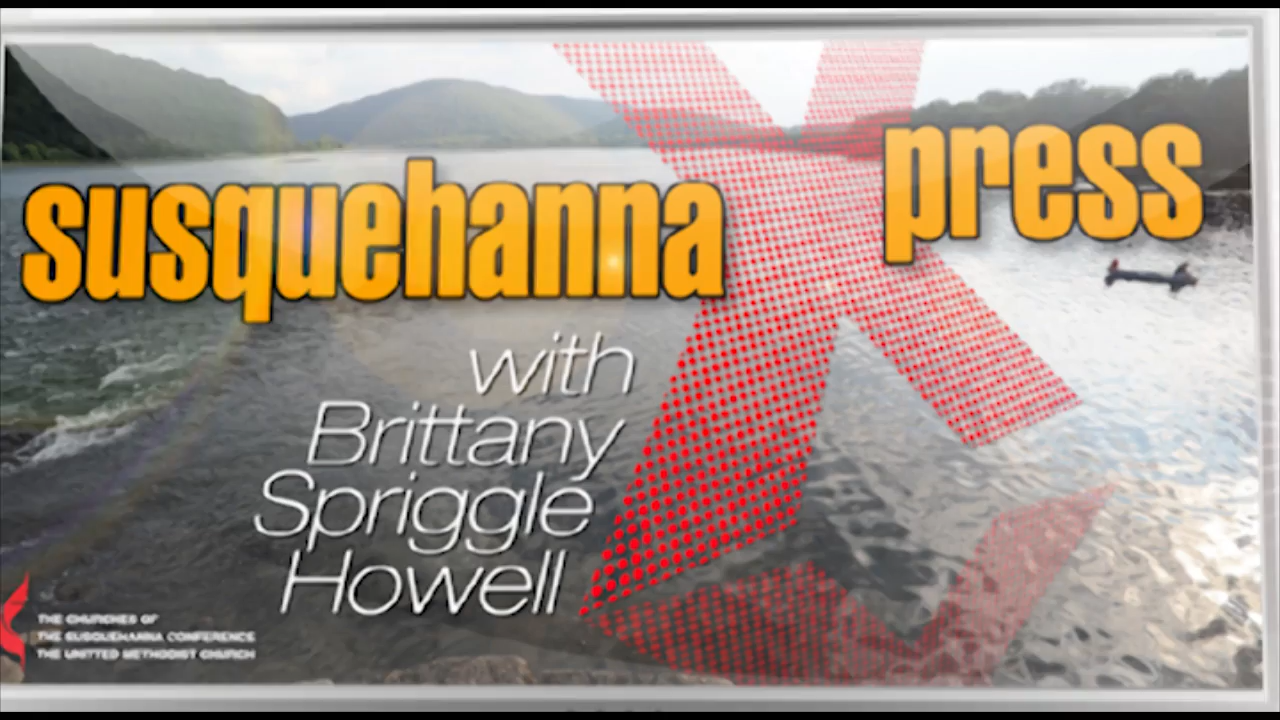 susquehanna X press
with
Brittany
Spriggle
Howell
THE CHURCHES OF
THE SUSQUEHANNA CONFERENCE
THE UNITED METHODIST CHURCH